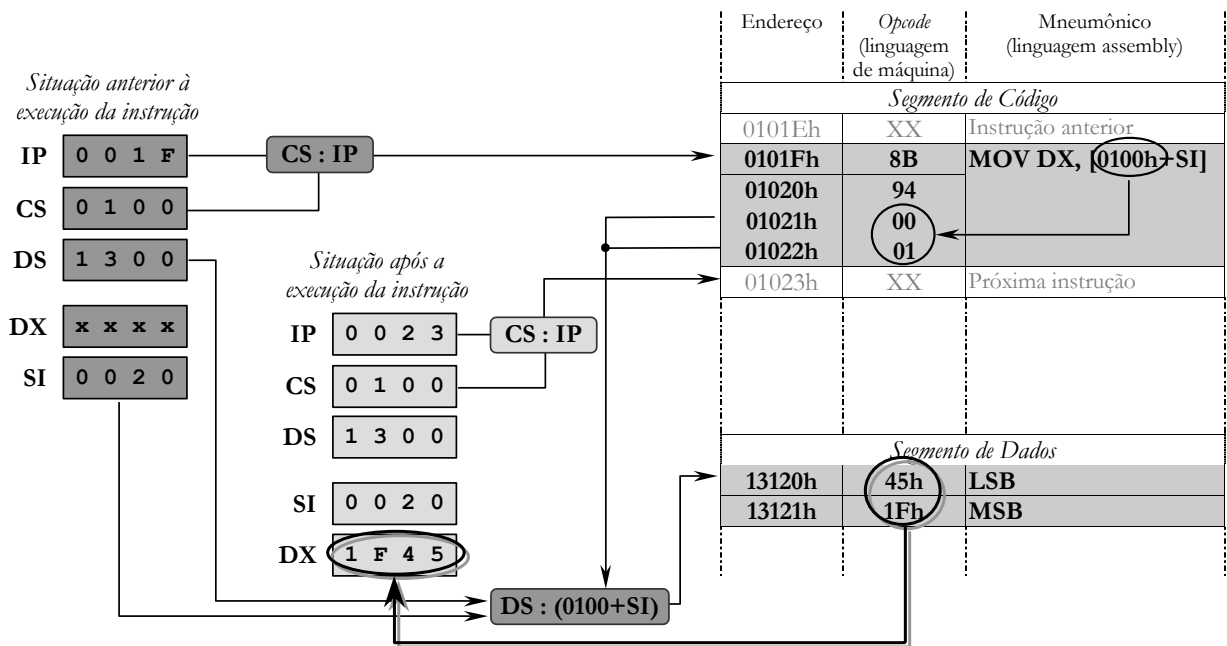 Situação anterior à
execução da instrução
IP 0 0 1 F
CS 0 1 0 0
DS 1 3 0 0
DX x x x x
SI 0 0 2 0
CS : IP
Situação após a
execução da instrução
IP 0 0 2 3
CS 0 1 0 0
DS 1 3 0 0
SI 0 0 2 0
DX 1 F 4 5
CS : IP
DS : (0100+SI)
Endereço Opcode Mneumônico
(linguagem (linguagem assembly)
de máquina)
Segmento de Código
0101Eh XX Instrução anterior
0101Fh 8B MOV DX, [0100h+SI]
01020h 94
01021h 00
01022h 01
01023h XX Próxima instrução
Segmento de Dados
13120h 45h LSB
13121h 1Fh MSB